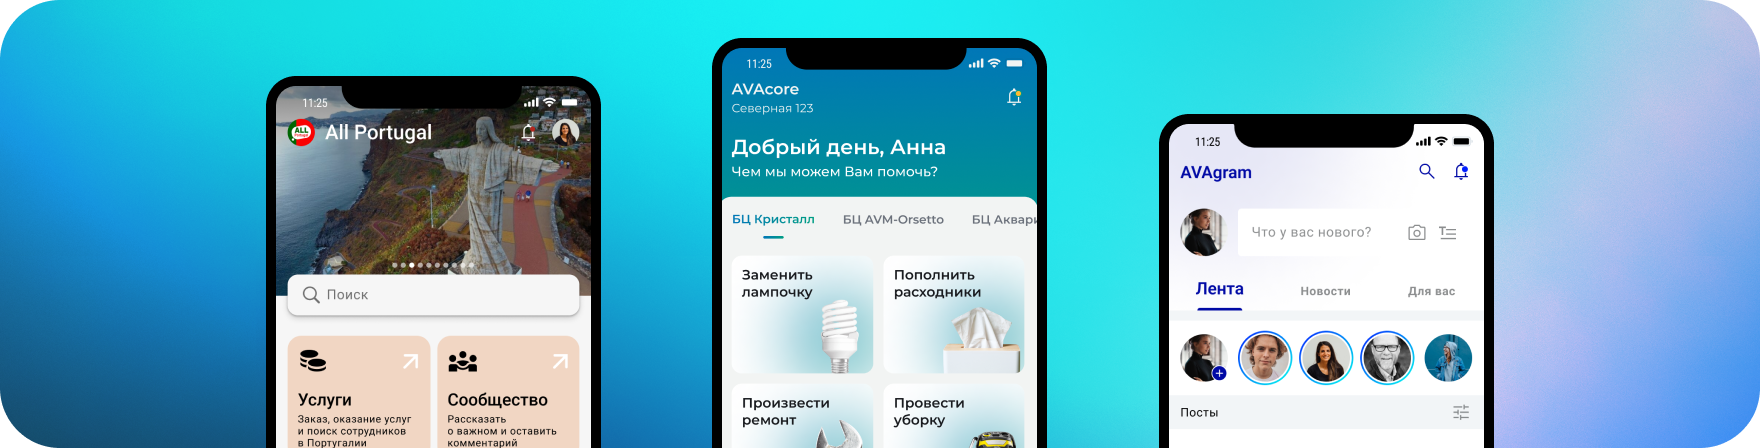 11:25
ALL
All Portugal
Поиск
Услуги
Заказ, оказание услуг
и поиск сотрудников
в Португалии
Сообщество
Рассказать
о важном и оставить
комментарий
11:25
AVAcore
Северная 123
Добрый день, Анна
Чем мы можем Вам помочь?
БЦ Кристалл
БЦ AVM-Orsetto
БЦ Аквари
Заменить
лампочку
Пополнить
расходники
Произвести
ремонт
Провести
уборку
11:25
AVAgram
Что у вас нового?
Лента
Новости
Для вас
Посты